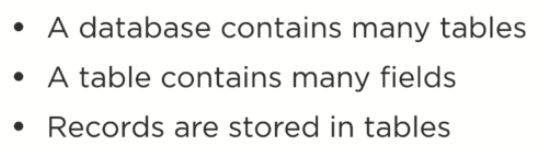 • A database contains many tables
• A table contains many fields
• Records are stored in tables